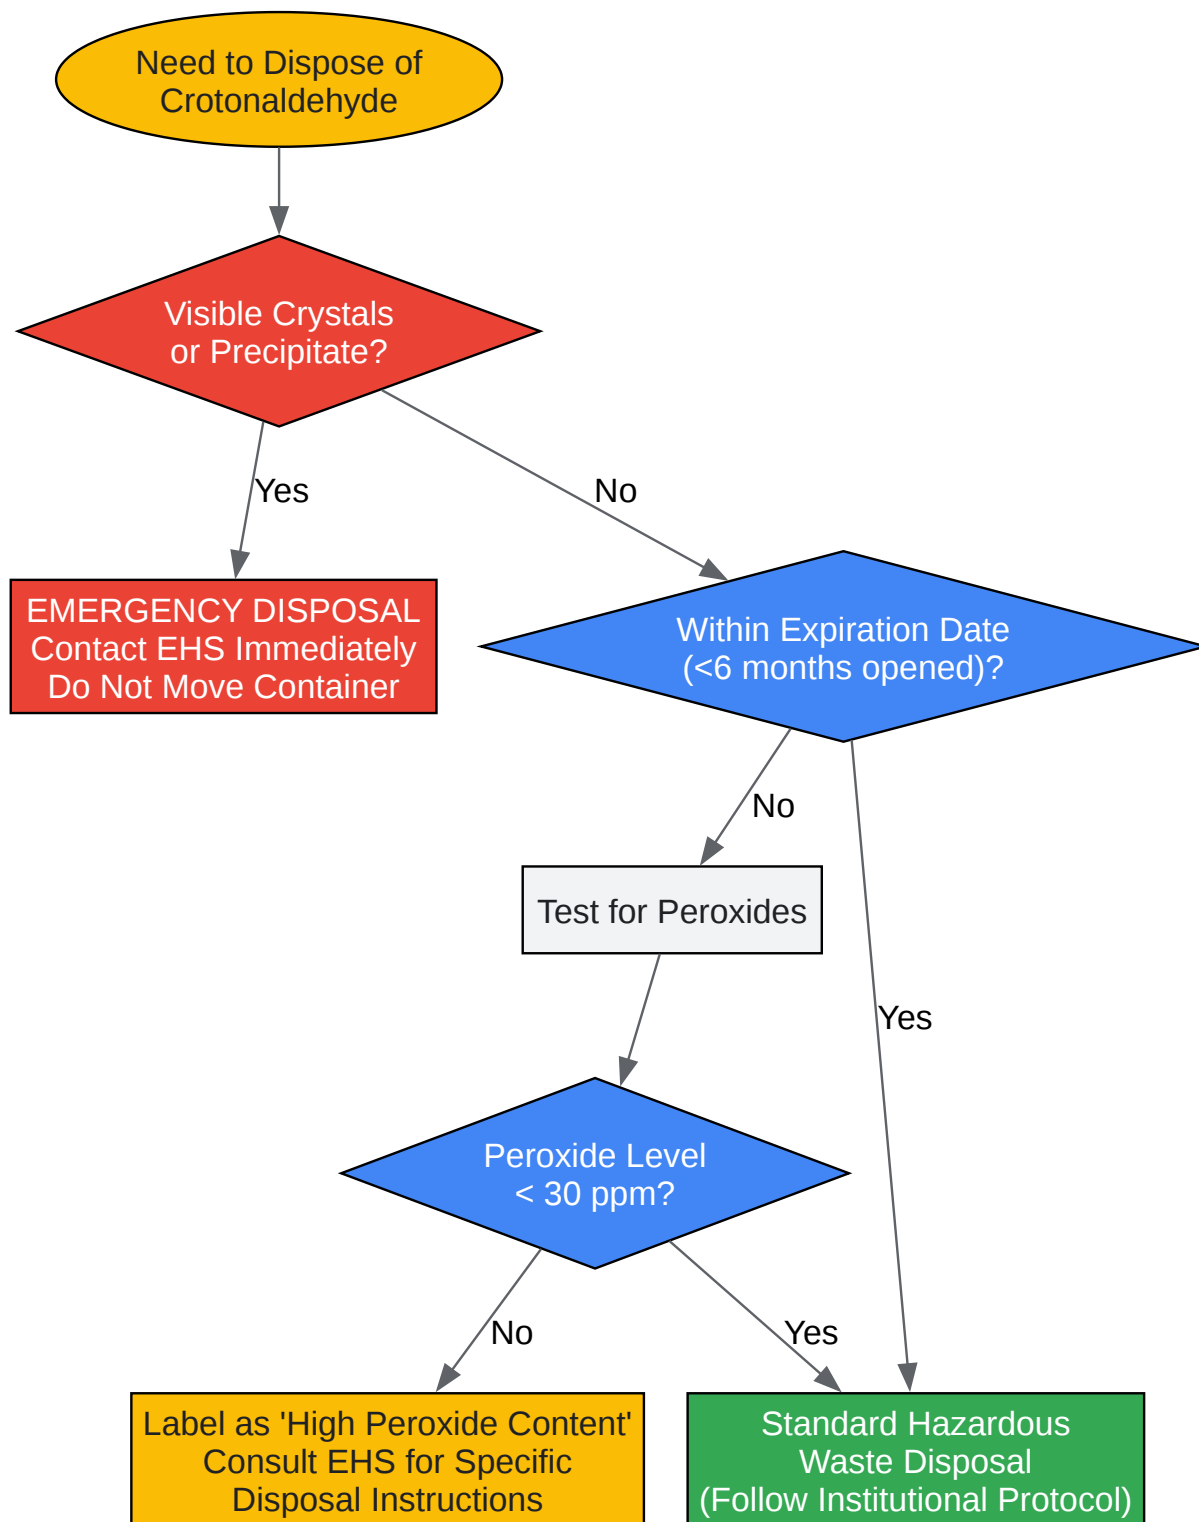 Need to Dispose of
Crotonaldehyde
Visible Crystals
or Precipitate?
Yes
No
EMERGENCY DISPOSAL
Contact EHS Immediately
Do Not Move Container
Within Expiration Date
(<6 months opened)?
No
Test for Peroxides
Yes
Peroxide Level
< 30 ppm?
No
Yes
Label as 'High Peroxide Content'
Consult EHS for Specific
Disposal Instructions
Standard Hazardous
Waste Disposal
(Follow Institutional Protocol)